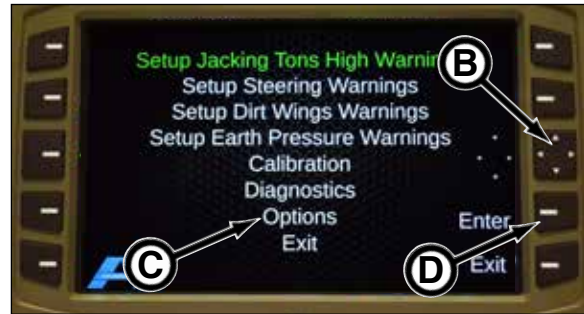 Setup Jacking Tons High Warnin
Setup Steering Warnings
Setup Dirt Wings Warnings
Setup Earth Pressure Warnings
Calibration
Diagnostics
Options
Enter
Exit
Exit
B
C
D